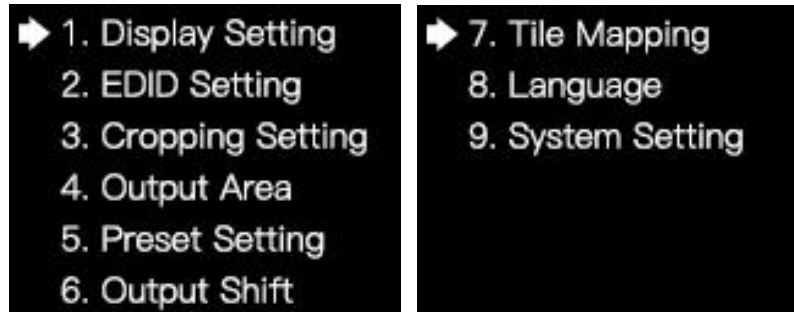 1. Display Setting
2. EDID Setting
3. Cropping Setting
4. Output Area
5. Preset Setting
6. Output Shift
7. Tile Mapping
8. Language
9. System Setting